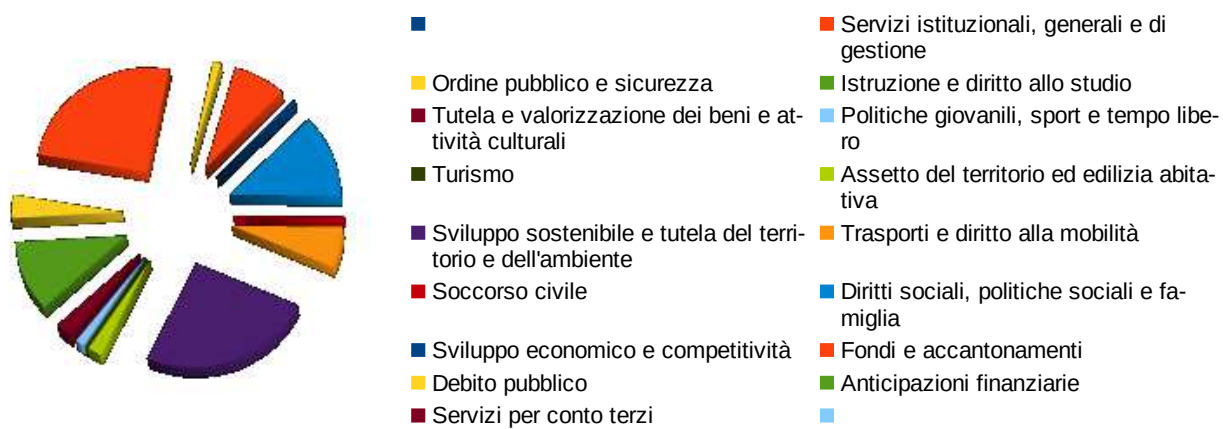 Servizi istituzionali, generali e di
gestione
Ordine pubblico e sicurezza
Istruzione e diritto allo studio
Tutela e valorizzazione dei beni e at-
tività culturali
Politiche giovanili, sport e tempo libe-
ro
Turismo
Assetto del territorio ed edilizia abita-
tiva
Sviluppo sostenibile e tutela del terri-
torio e dell'ambiente
Trasporti e diritto alla mobilità
Soccorso civile
Diritti sociali, politiche sociali e fa-
miglia
Sviluppo economico e competitività
Fondi e accantonamenti
Debito pubblico
Anticipazioni finanziarie
Servizi per conto terzi